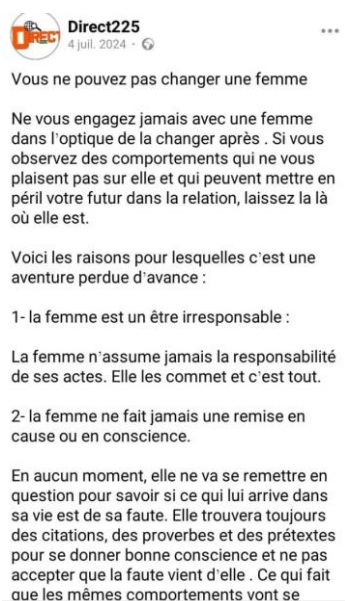 DIRECT
Direct225
4 juil. 2024 ·
Vous ne pouvez pas changer une femme
Ne vous engagez jamais avec une femme
dans l'optique de la changer après . Si vous
observez des comportements qui ne vous
plaisent pas sur elle et qui peuvent mettre en
péril votre futur dans la relation, laissez la là
où elle est.
Voici les raisons pour lesquelles c'est une
aventure perdue d'avance :
1- la femme est un être irresponsable :
La femme n'assume jamais la responsabilité
de ses actes. Elle les commet et c'est tout.
2- la femme ne fait jamais une remise en
cause ou en conscience.
En aucun moment, elle ne va se remettre en
question pour savoir si ce qui lui arrive dans
sa vie est de sa faute. Elle trouvera toujours
des citations, des proverbes et des prétextes
pour se donner bonne conscience et ne pas
accepter que la faute vient d'elle . Ce qui fait
que les mêmes comportements vont se